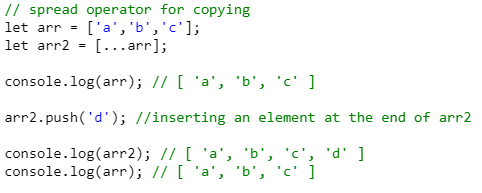 // spread operator for copying
let arr = ['a','b','c'];
let arr2 = [...arr];
console.log(arr); // [ 'a', 'b', 'c' ]
arr2.push('d'); //inserting an element at the end of arr2
console.log(arr2); // [ 'a', 'b', 'c', 'd' ]
console.log(arr); // [ 'a', 'b', 'c' ]